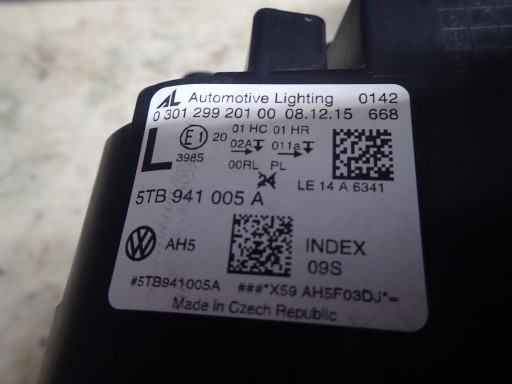 AL Automotive Lighting 0142
0 301 299 201 00 08.12.15 668
E1 20 01 HC 01 HR
02A 011a
3985
L
00RL PL
24
LE 14 A 6341
5TB 941 005 A
AH5
INDEX
09S
#5TB941005A ###*X59 AH5F03DJ*=
Made in Czech Republic